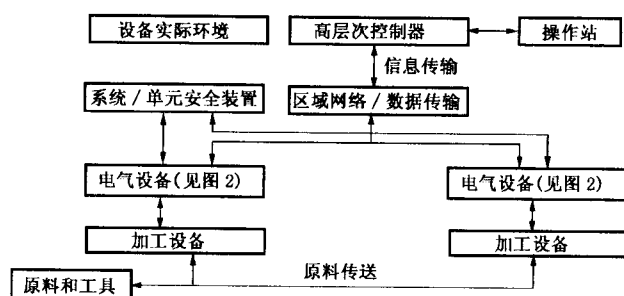 设备实际环境
高层次控制器
操作站
信息传输
系统/单元安全装置
区域网络/数据传输
电气设备(见图2)
电气设备(见图2)
加工设备
加工设备
原料传送
原料和工具